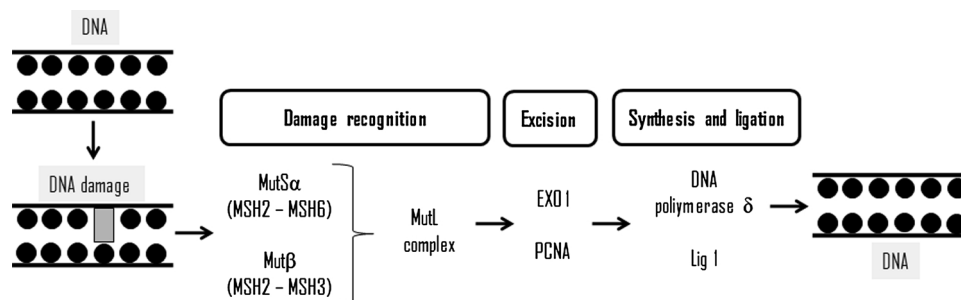 DNA
DNA damage
Damage recognition
MutSα
(MSH2 – MSH6)
Mutβ
(MSH2 – MSH3)
MutL
complex
Excision
EXO1
PCNA
Synthesis and ligation
DNA
poliymerase δ
Lig 1
DNA